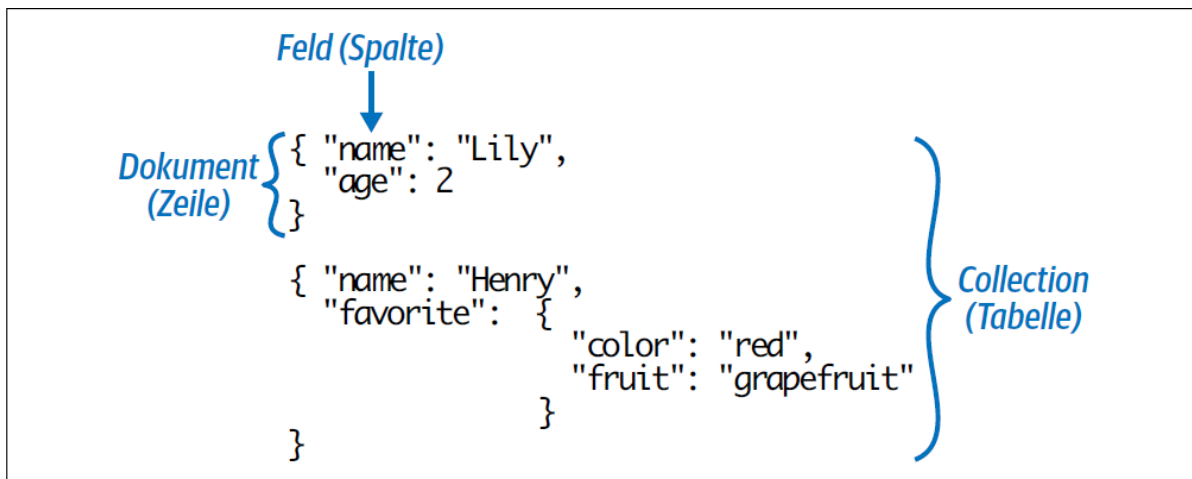 Feld (Spalte)
Dokument
(Zeile)
{ "name": "Lily",
"age": 2
}
{ "name": "Henry",
"favorite": {
"color": "red",
"fruit": "grapefruit"
}
}
Collection
(Tabelle)